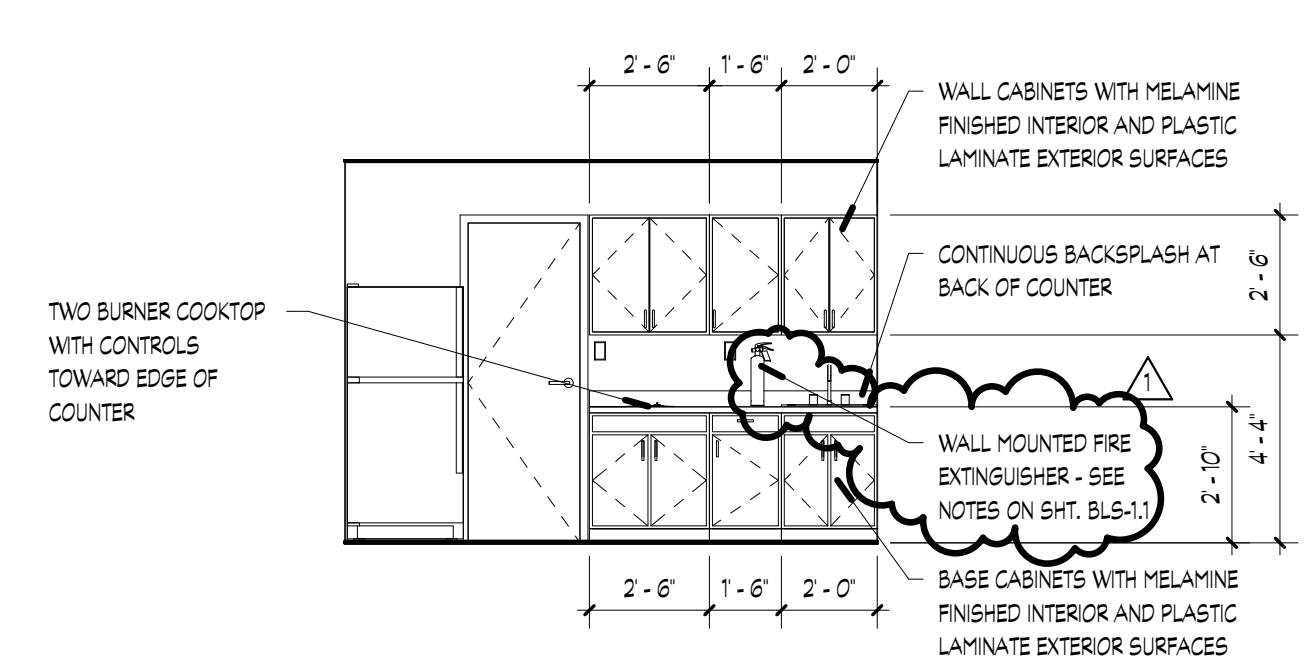 2' - 6" 1' - 6" 2' - 0"
WALL CABINETS WITH MELAMINE
FINISHED INTERIOR AND PLASTIC
LAMINATE EXTERIOR SURFACES
CONTINUOUS BACKSPLASH AT
BACK OF COUNTER
2' - 6"
TWO BURNER COOKTOP
WITH CONTROLS
TOWARD EDGE OF
COUNTER
1
WALL MOUNTED FIRE
EXTINGUISHER - SEE
NOTES ON SHT. BLS-1.1
2' - 10"
4' - 4"
2' - 6" 1' - 6" 2' - 0"
BASE CABINETS WITH MELAMINE
FINISHED INTERIOR AND PLASTIC
LAMINATE EXTERIOR SURFACES